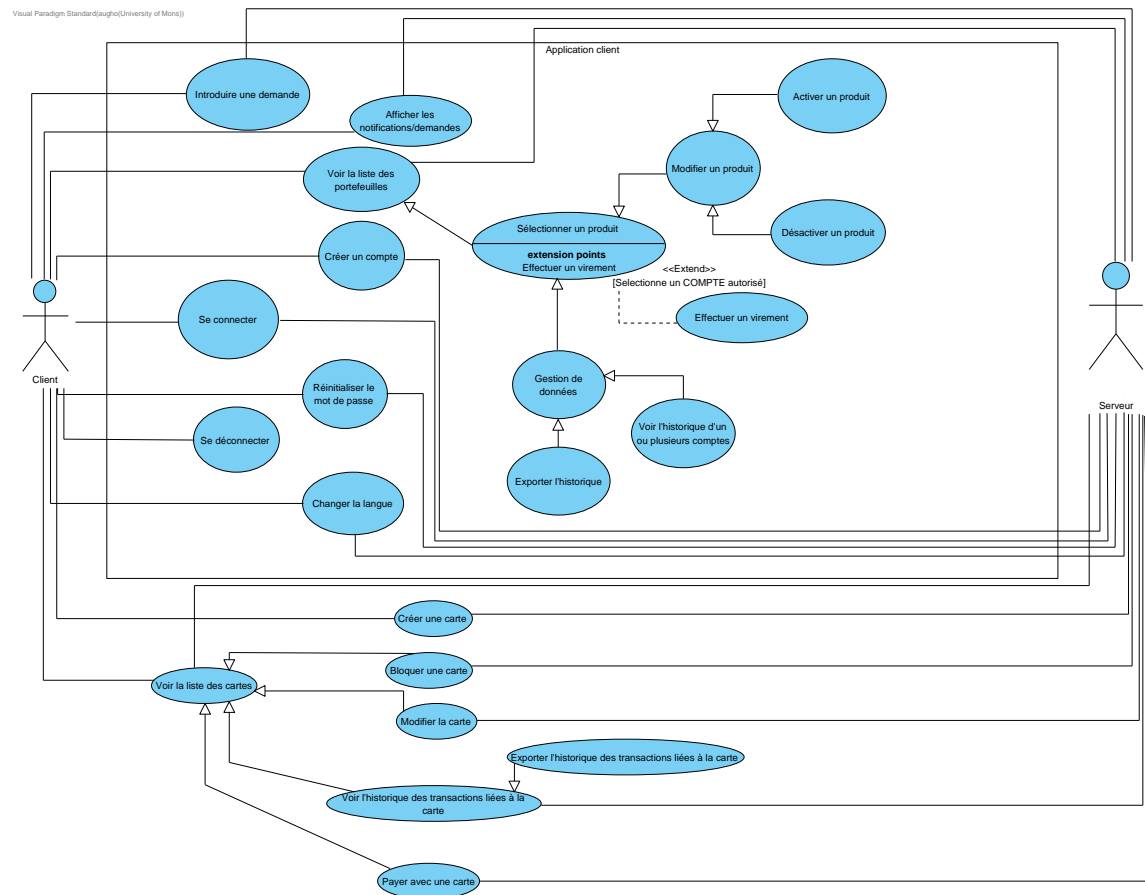 Visual Paradigm Standard(augho(University of Mons))
Application client
Introduire une demande
Afficher les
notifications/demandes
Activer un produit
Voir la liste des
portefeuilles
Modifier un produit
Sélectionner un produit
extension points
Effectuer un virement
Désactiver un produit
Créer un compte
<<Extend>>
[Selectionne un COMPTE autorisé]
Effectuer un virement
Se connecter
Client
Serveur
Réinitialiser le
mot de passe
Gestion de
données
Se déconnecter
Voir l'historique d'un
ou plusieurs comptes
Exporter l'historique
Changer la langue
Créer une carte
Bloquer une carte
Voir la liste des cartes
Modifier la carte
Exporter l'historique des transactions liées à la carte
Voir l'historique des transactions liées à la
carte
Payer avec une carte